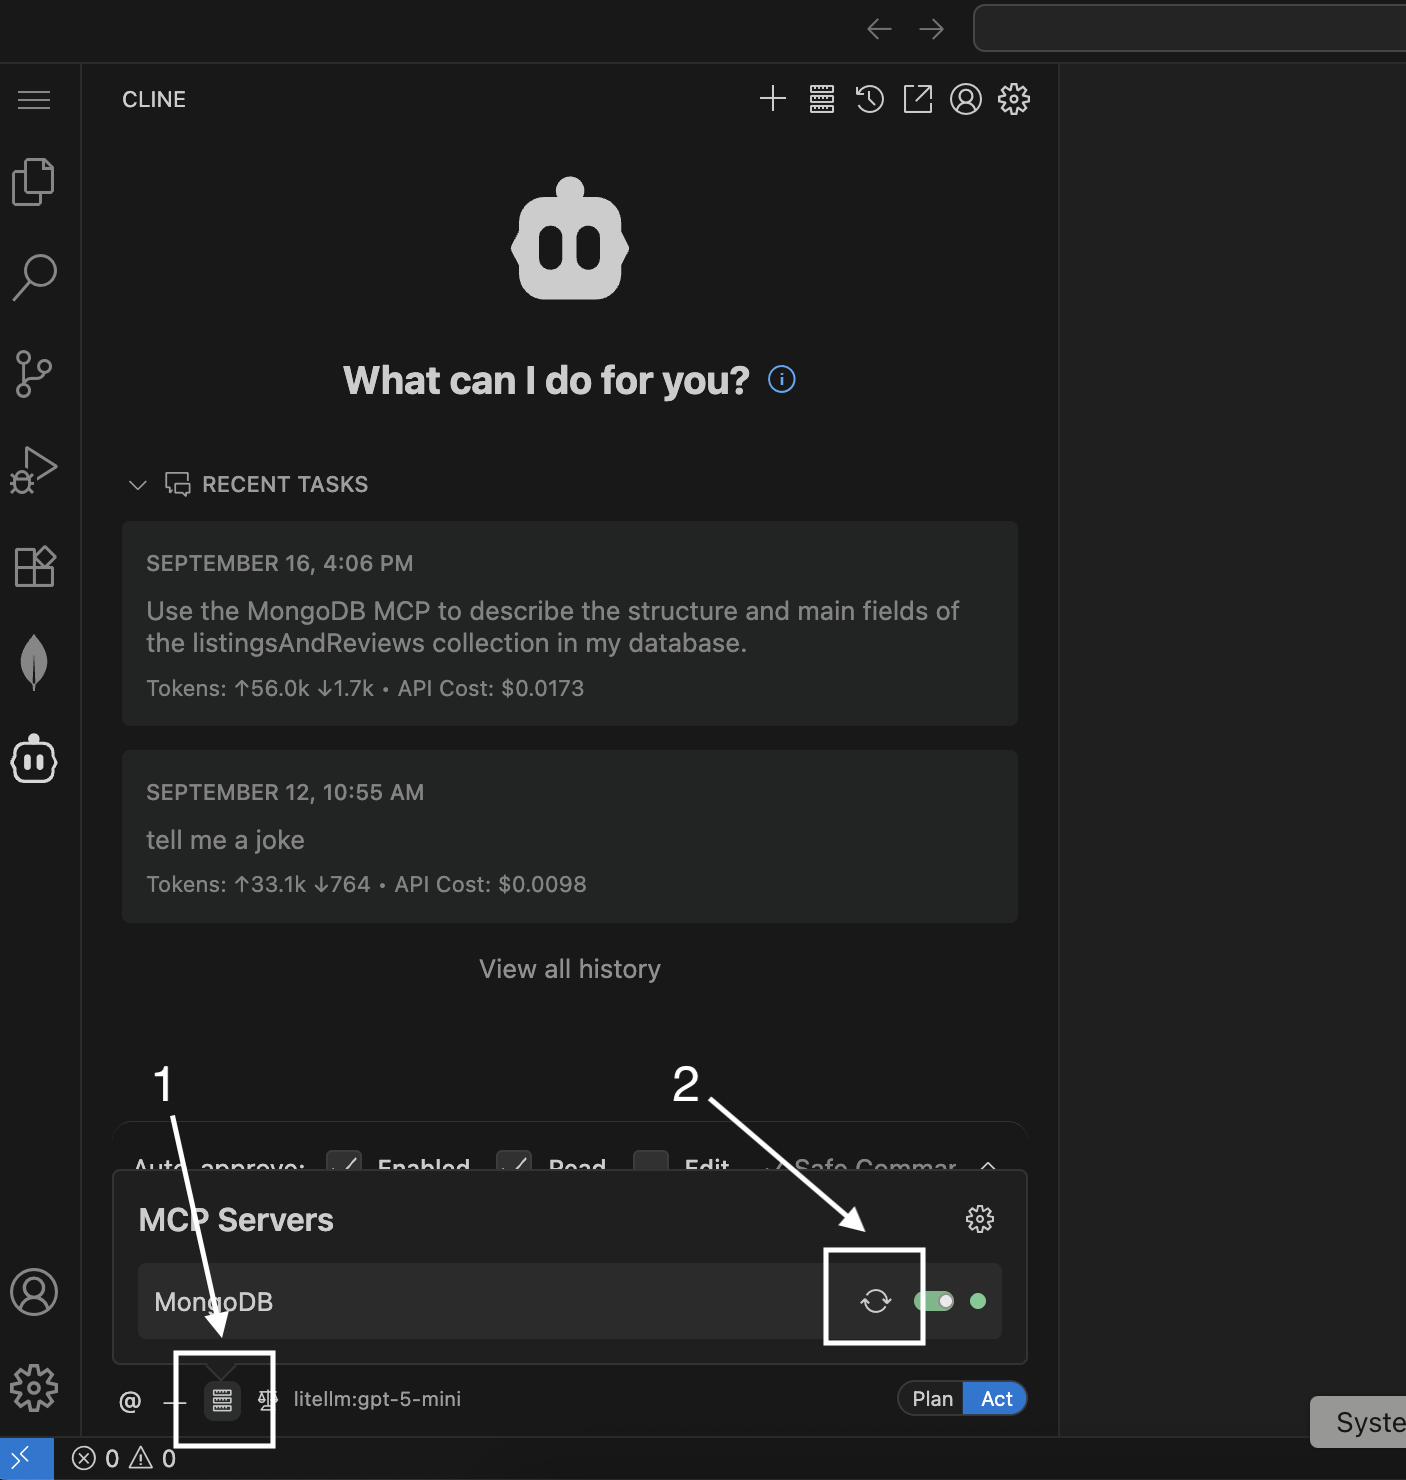 CLINE
What can I do for you?
RECENT TASKS
SEPTEMBER 16, 4:06 PM
Use the MongoDB MCP to describe the structure and main fields of
the listingsAndReviews collection in my database.
Tokens: ↑56.0k ↓1.7k • API Cost: $0.0173
SEPTEMBER 12, 10:55 AM
tell me a joke
Tokens: ↑33.1k ↓764 • API Cost: $0.0098
View all history
1
2
Auto-approve: Enabled Read Edit Safe Commar
MCP Servers
MongoDB
@ litellm:gpt-5-mini Plan Act
Syste
0 0